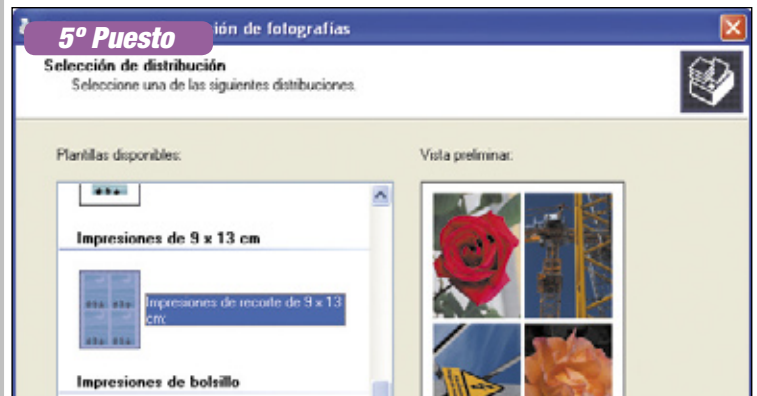 5º Puesto
ión de fotografías
Selección de distribución
Seleccione una de las siguientes distribuciones.
Plantillas disponibles:
Vista preliminar:
Impresiones de 9 x 13 cm
Impresiones de recorte de 9 x 13
cm:
Impresiones de bolsillo